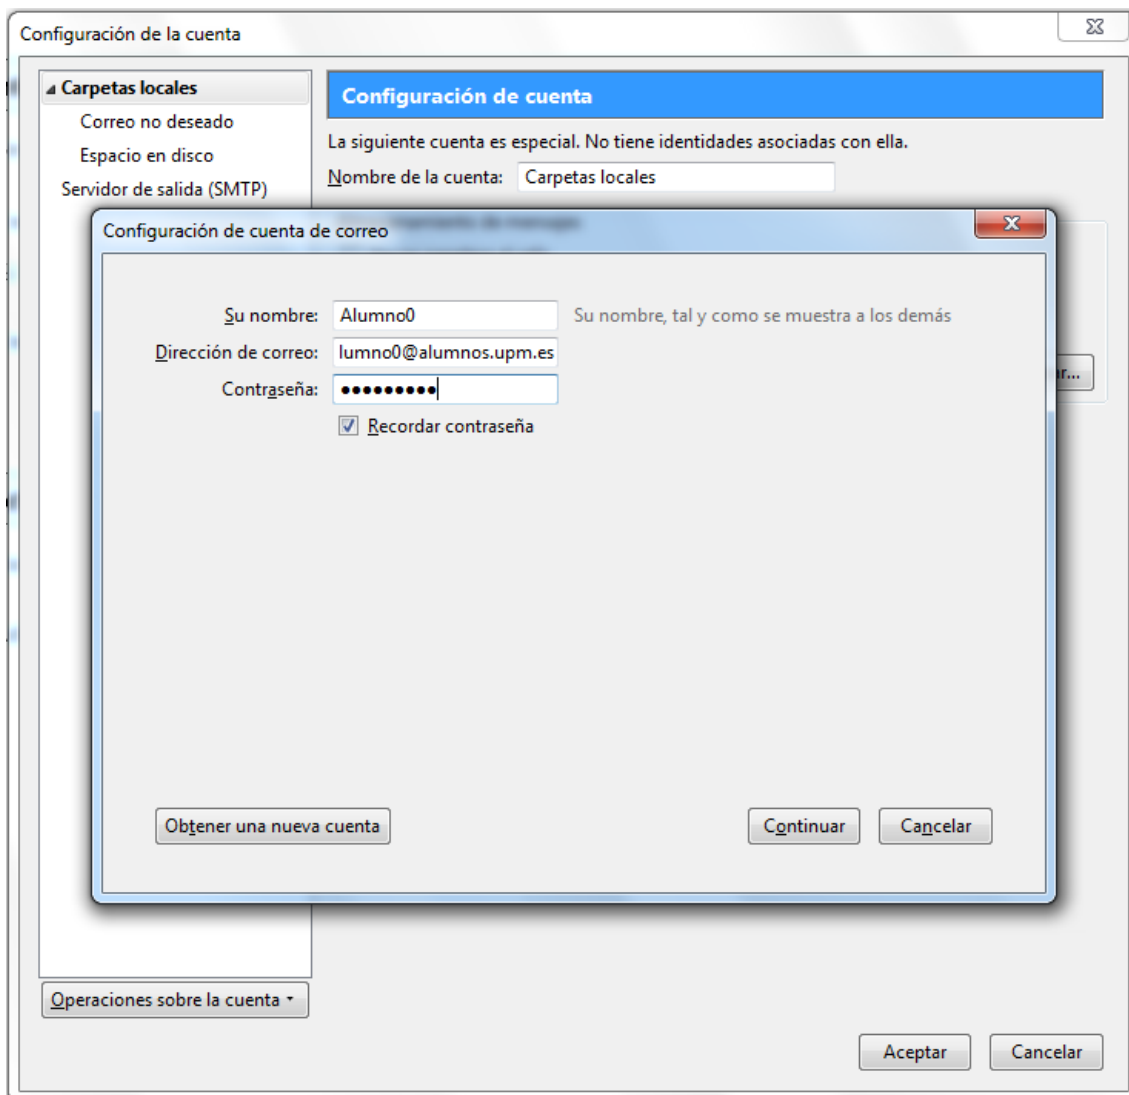 Configuración de la cuenta
Carpetas locales
Correo no deseado
Espacio en disco
Servidor de salida (SMTP)
Configuración de cuenta
La siguiente cuenta es especial. No tiene identidades asociadas con ella.
Nombre de la cuenta: Carpetas locales
Configuración de cuenta de correo
Su nombre: Alumno0 Su nombre, tal y como se muestra a los demás
Dirección de correo: lumno0@alumnos.upm.es
Contraseña: •••••••••
Recordar contraseña
Obtener una nueva cuenta Continuar Cancelar
Operaciones sobre la cuenta
Aceptar Cancelar